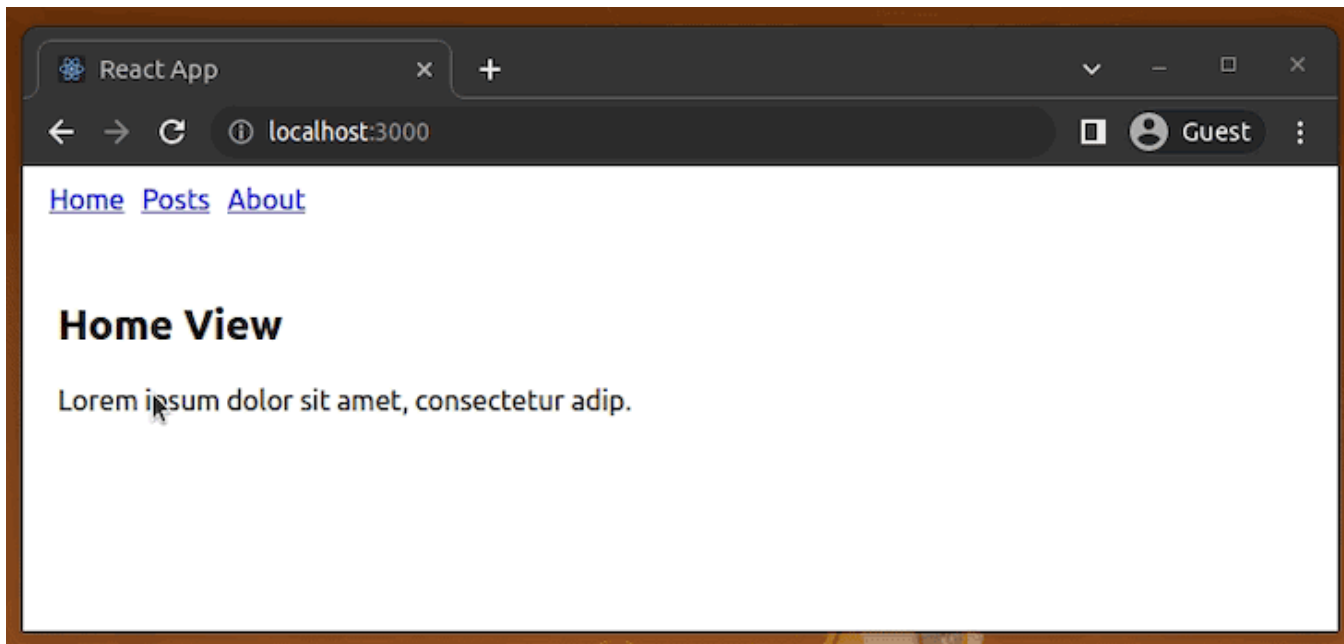 React App
localhost:3000 Guest
Home Posts About
Home View
Lorem ipsum dolor sit amet, consectetur adip.